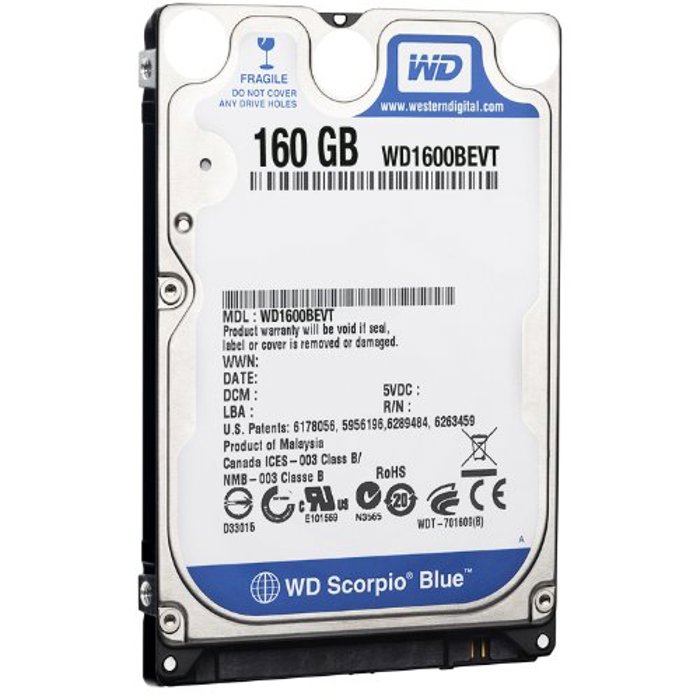 FRAGILE
DO NOT COVER
ANY DRIVE HOLES
WD
www.westerndigital.com
160 GB WD1600BEVT
MDL : WD1600BEVT
Product warranty will be void if seal,
label or cover is removed or damaged.
WWN:
DATE:
DCM : 5VDC :
LBA : R/N :
U.S. Patents: 6178056, 5956196,6289484, 6263459
Product of Malaysia
Canada ICES-003 Class B/
NMB-003 Classe B
RoHS
c UL us
20
CE
D33015 E101559 N3565 WDT-701609(B)
A
WD Scorpio® Blue™